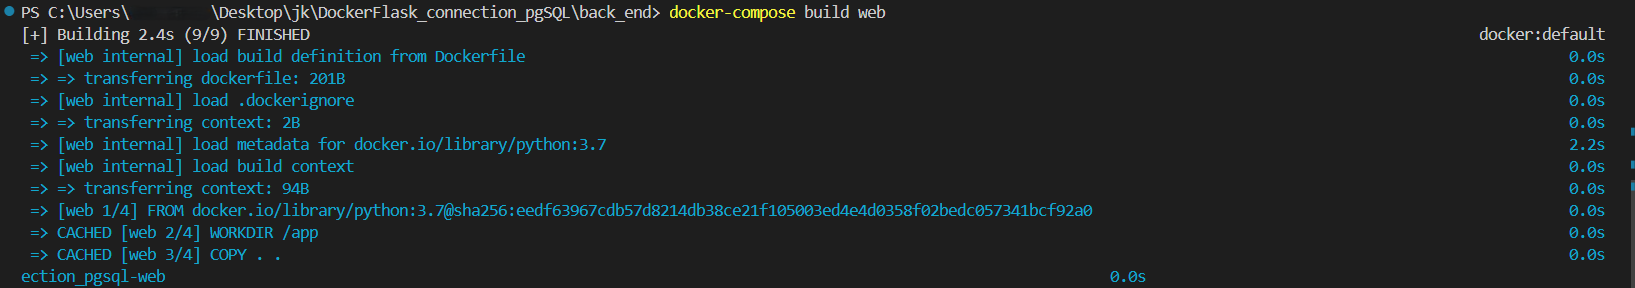 PS C:\Users\ \Desktop\jk\DockerFlask_connection_pgSQL\back_end> docker-compose build web
[+] Building 2.4s (9/9) FINISHED docker:default
=> [web internal] load build definition from Dockerfile 0.0s
=> => transferring dockerfile: 201B 0.0s
=> [web internal] load .dockerignore 0.0s
=> => transferring context: 2B 0.0s
=> [web internal] load metadata for docker.io/library/python:3.7 2.2s
=> [web internal] load build context 0.0s
=> => transferring context: 94B 0.0s
=> [web 1/4] FROM docker.io/library/python:3.7@sha256:eedf63967cdb57d8214db38ce21f105003ed4e4d0358f02bedc057341bcf92a0 0.0s
=> CACHED [web 2/4] WORKDIR /app 0.0s
=> CACHED [web 3/4] COPY . . 0.0s
ection_pgsql-web 0.0s